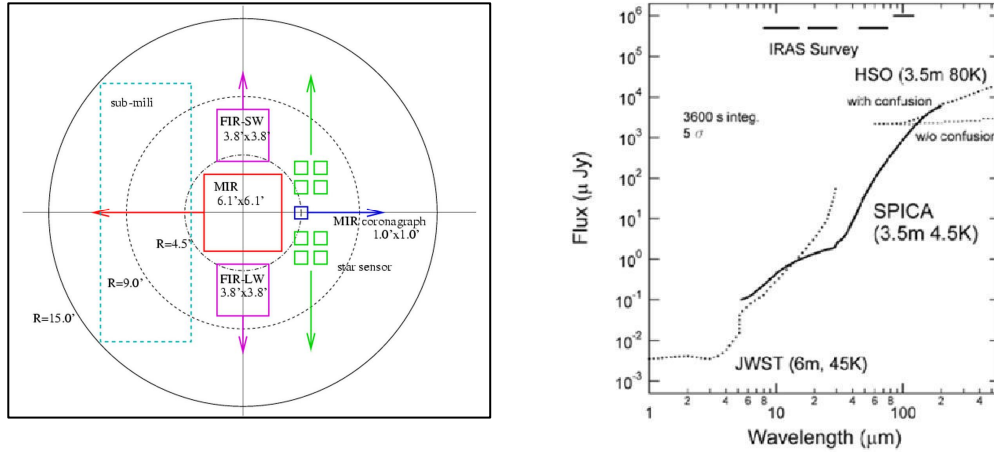 sub-mili
FIR-SW
3.8'x3.8'
MIR
6.1'x6.1'
MIR coronagraph
1.0'x1.0'
R=4.5'
star sensor
FIR-LW
3.8'x3.8'
R=9.0'
R=15.0'
10^6
10^5
10^4
10^3
10^2
10^1
10^0
10^-1
10^-2
10^-3
Flux (μ Jy)
IRAS Survey
HSO (3.5m 80K)
with confusion
3600 s integ.
5 σ
w/o confusion
SPICA
(3.5m 4.5K)
JWST (6m, 45K)
1 2 4 6 8 10 2 4 6 8 100 2 4
Wavelength (μm)